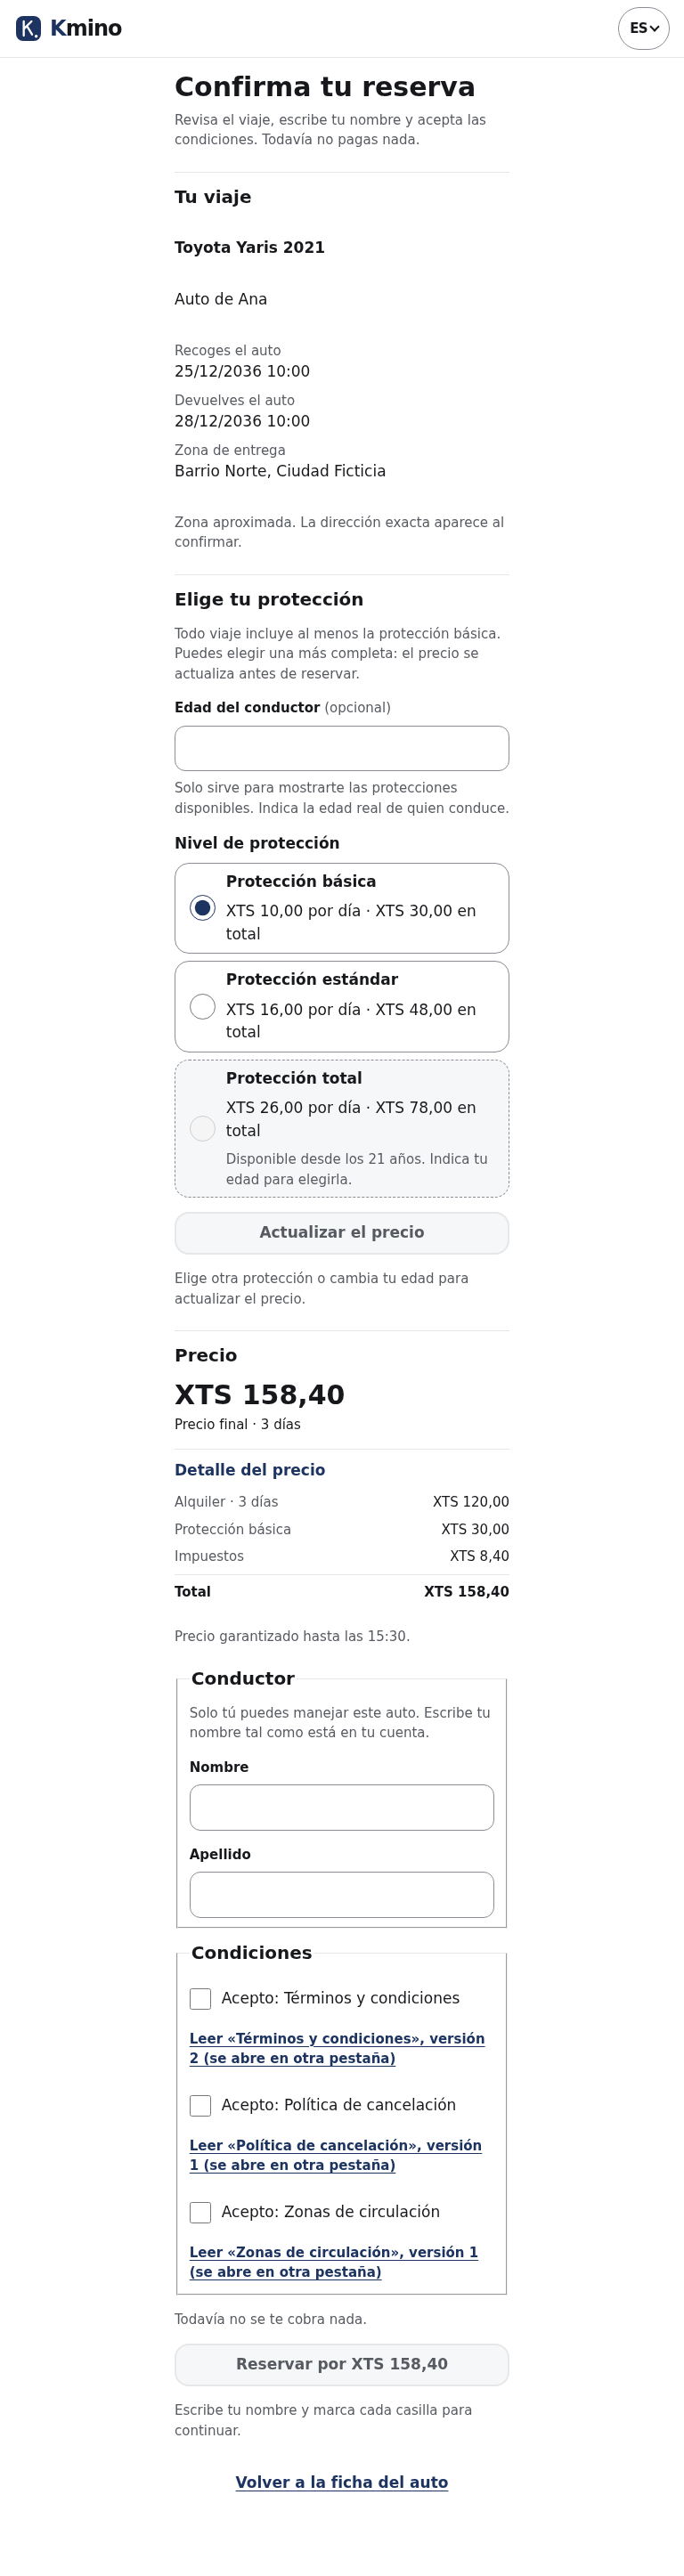 Kmino
ES
Confirma tu reserva
Revisa el viaje, escribe tu nombre y acepta las
condiciones. Todavía no pagas nada.
Tu viaje
Toyota Yaris 2021
Auto de Ana
Recoges el auto
25/12/2036 10:00
Devuelves el auto
28/12/2036 10:00
Zona de entrega
Barrio Norte, Ciudad Ficticia
Zona aproximada. La dirección exacta aparece al
confirmar.
Elige tu protección
Todo viaje incluye al menos la protección básica.
Puedes elegir una más completa: el precio se
actualiza antes de reservar.
Edad del conductor (opcional)
Solo sirve para mostrarte las protecciones
disponibles. Indica la edad real de quien conduce.
Nivel de protección
Protección básica
XTS 10,00 por día · XTS 30,00 en
total
Protección estándar
XTS 16,00 por día · XTS 48,00 en
total
Protección total
XTS 26,00 por día · XTS 78,00 en
total
Disponible desde los 21 años. Indica tu
edad para elegirla.
Actualizar el precio
Elige otra protección o cambia tu edad para
actualizar el precio.
Precio
XTS 158,40
Precio final · 3 días
Detalle del precio
Alquiler · 3 días XTS 120,00
Protección básica XTS 30,00
Impuestos XTS 8,40
Total XTS 158,40
Precio garantizado hasta las 15:30.
Conductor
Solo tú puedes manejar este auto. Escribe tu
nombre tal como está en tu cuenta.
Nombre
Apellido
Condiciones
Acepto: Términos y condiciones
Leer «Términos y condiciones», versión
2 (se abre en otra pestaña)
Acepto: Política de cancelación
Leer «Política de cancelación», versión
1 (se abre en otra pestaña)
Acepto: Zonas de circulación
Leer «Zonas de circulación», versión 1
(se abre en otra pestaña)
Todavía no se te cobra nada.
Reservar por XTS 158,40
Escribe tu nombre y marca cada casilla para
continuar.
Volver a la ficha del auto